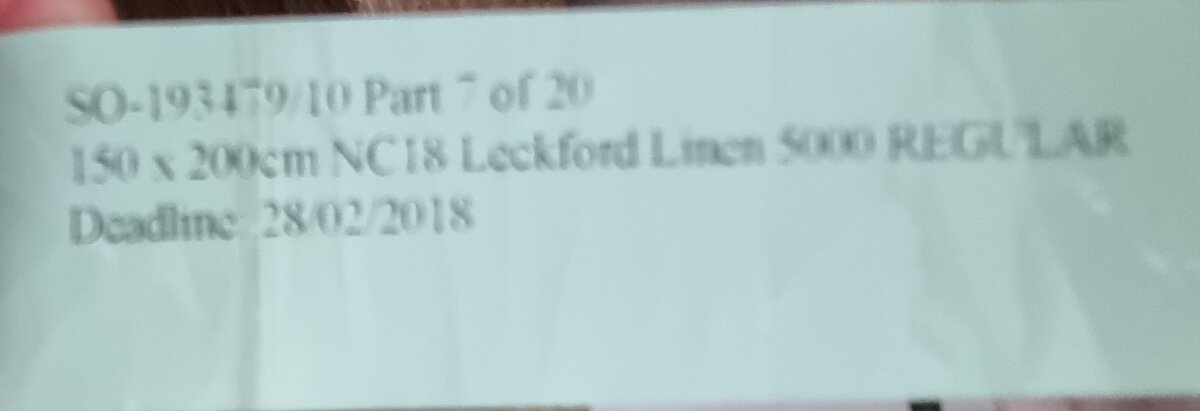 SO-193479/10 Part 7 of 20
150 x 200cm NC18 Leckford Linen 5000 REGULAR
Deadline: 28/02/2018